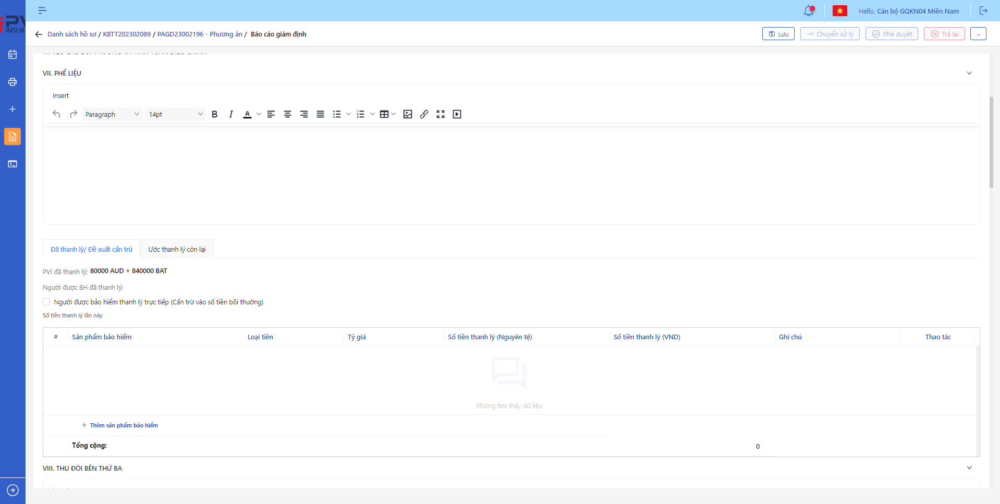 PV
INSUR
Hello, Cán bộ GQKN04 Miền Nam
Danh sách hồ sơ / KBTT202302089 / PAGD23002196 - Phương án / Báo cáo giám định
Lưu
Chuyển xử lý
Phê duyệt
Trả lại
...
VII. PHẾ LIỆU
Insert
Paragraph
14pt
Đã thanh lý/ Đề xuất cấn trừ
Ước thanh lý còn lại
PVI đã thanh lý: 80000 AUD + 840000 BAT
Người được BH đã thanh lý:
Người được bảo hiểm thanh lý trực tiếp (Cấn trừ vào số tiền bồi thường)
Số tiền thanh lý lần này
# Sản phẩm bảo hiểm Loại tiền Tỷ giá Số tiền thanh lý (Nguyên tệ) Số tiền thanh lý (VND) Ghi chú Thao tác
Không tìm thấy dữ liệu
+ Thêm sản phẩm bảo hiểm
Tổng cộng: 0
VIII. THU ĐÒI BÊN THỨ BA